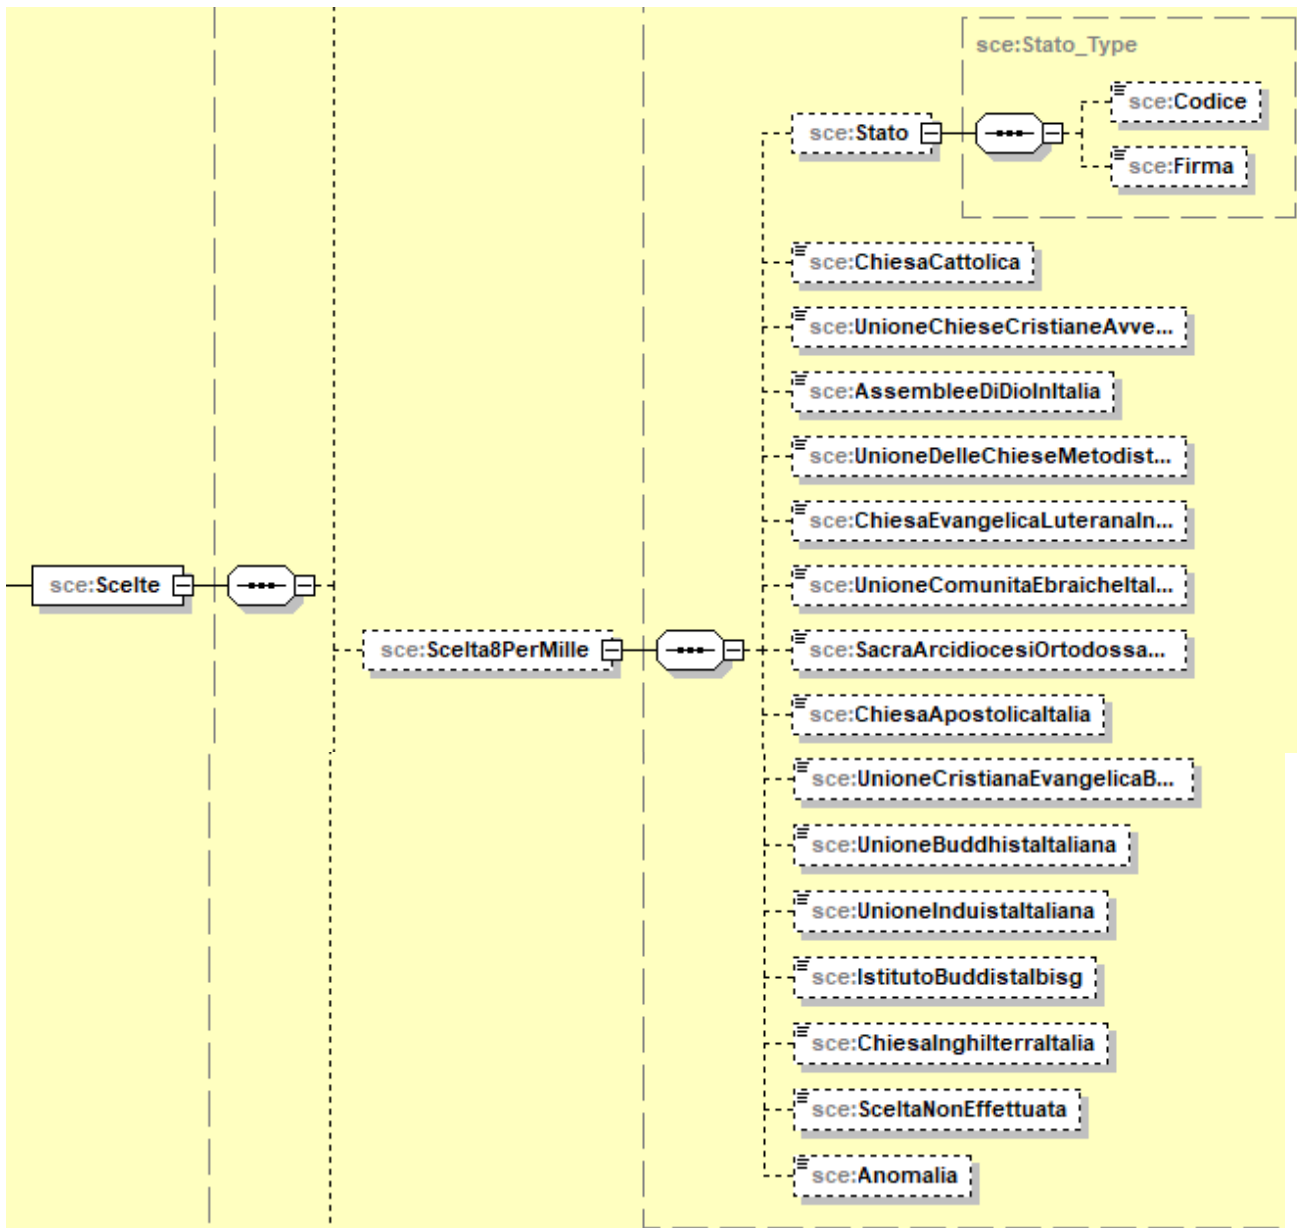 sce:Stato_Type
sce:Codice
sce:Stato
sce:Firma
sce:ChiesaCattolica
sce:UnioneChieseCristianeAvve...
sce:AssembleeDiDioInItalia
sce:UnioneDelleChieseMetodist...
sce:ChiesaEvangelicaLuteranaIn...
sce:Scelte
sce:UnioneComunitaEbraicheItal...
sce:Scelta8PerMille
sce:SacraArcidiocesiOrtodossa...
sce:ChiesaApostolicaItalia
sce:UnioneCristianaEvangelicaB...
sce:UnioneBuddhistaItaliana
sce:UnioneInduistaItaliana
sce:IstitutoBuddistaIbisg
sce:ChiesaInghilterraItalia
sce:SceltaNonEffettuata
sce:Anomalia